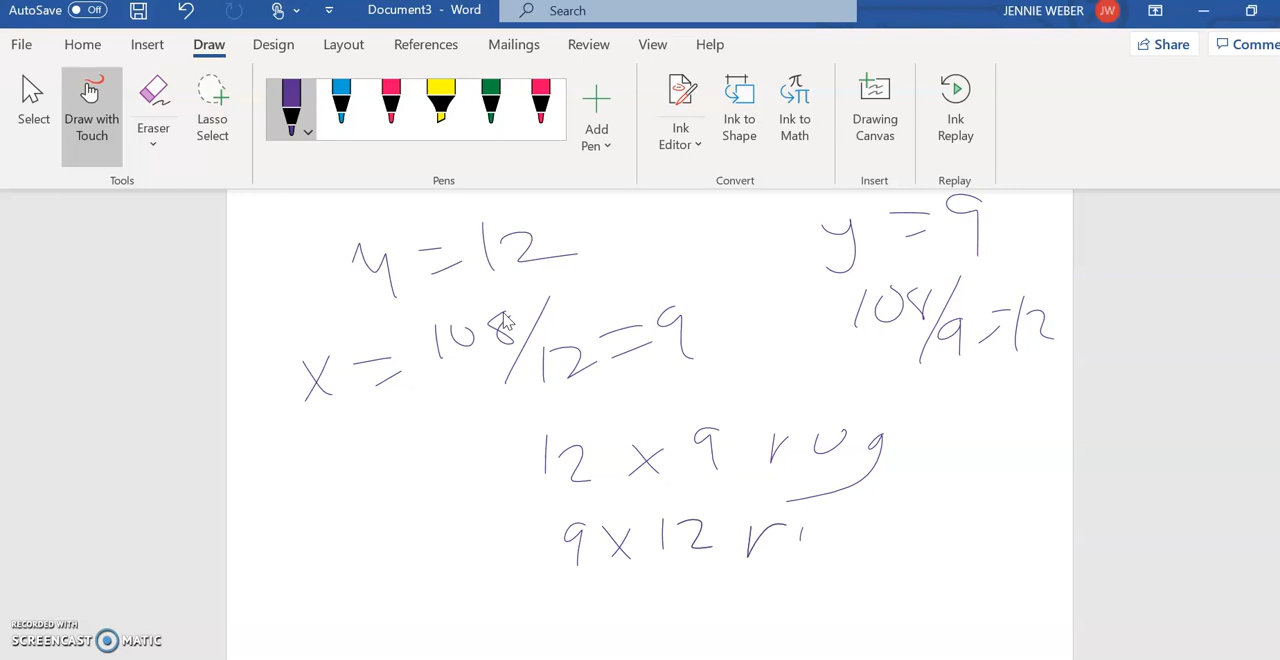 AutoSave Off Document3 - Word Search JENNIE WEBER JW
File Home Insert Draw Design Layout References Mailings Review View Help Share Comme
Select Draw with Touch Eraser Lasso Select Add Pen Ink Editor Ink to Shape Ink to Math Drawing Canvas Ink Replay
Tools Pens Convert Insert Replay
y = 12 y = 9
x = 108/12 = 9 108/9 = 12
12 x 9 rug
9 x 12 r
RECORDED WITH
SCREENCAST MATIC